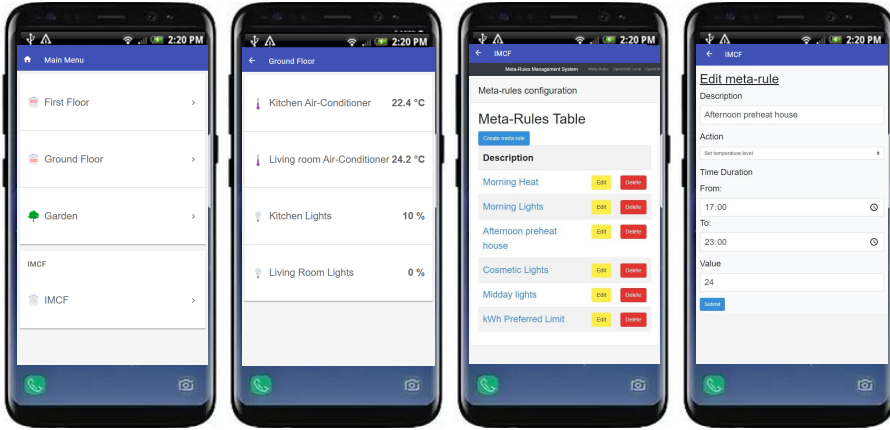 2:20 PM
Main Menu
First Floor
Ground Floor
Garden
IMCF
IMCF
2:20 PM
Ground Floor
Kitchen Air-Conditioner 22.4 °C
Living room Air-Conditioner 24.2 °C
Kitchen Lights 10 %
Living Room Lights 0 %
2:20 PM
IMCF
Meta-Rules Management System Meta-Rules OpenHAB Local
Meta-rules configuration
Meta-Rules Table
Create meta-rule
Description
Morning Heat Edit Delete
Morning Lights Edit Delete
Afternoon preheat Edit Delete
house
Cosmetic Lights Edit Delete
Midday lights Edit Delete
kWh Preferred Limit Edit Delete
2:20 PM
IMCF
Edit meta-rule
Description
Afternoon preheat house
Action
Set temperature level
Time Duration
From:
17:00
To:
23:00
Value
24
Submit